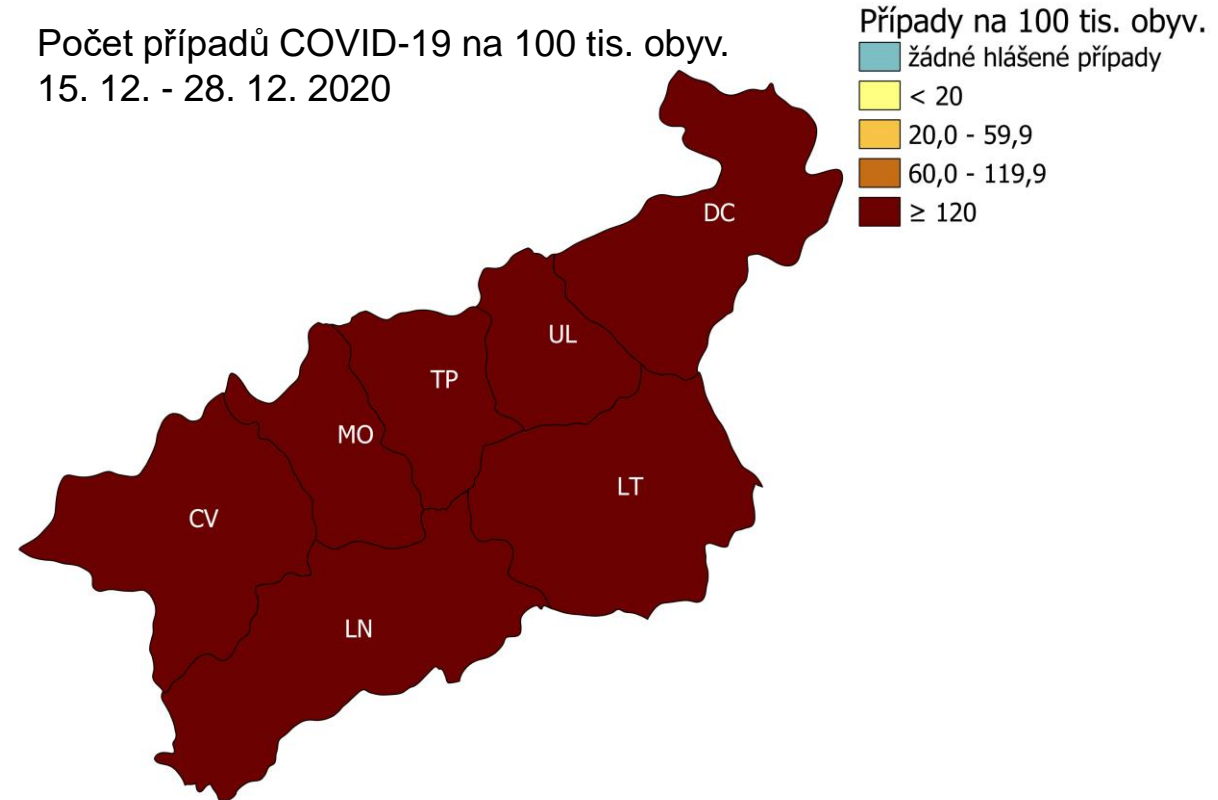 Počet případů COVID-19 na 100 tis. obyv.
15. 12. - 28. 12. 2020
Případy na 100 tis. obyv.
žádné hlášené případy
< 20
20,0 - 59,9
60,0 - 119,9
≥ 120
DC
UL
TP
MO
LT
CV
LN